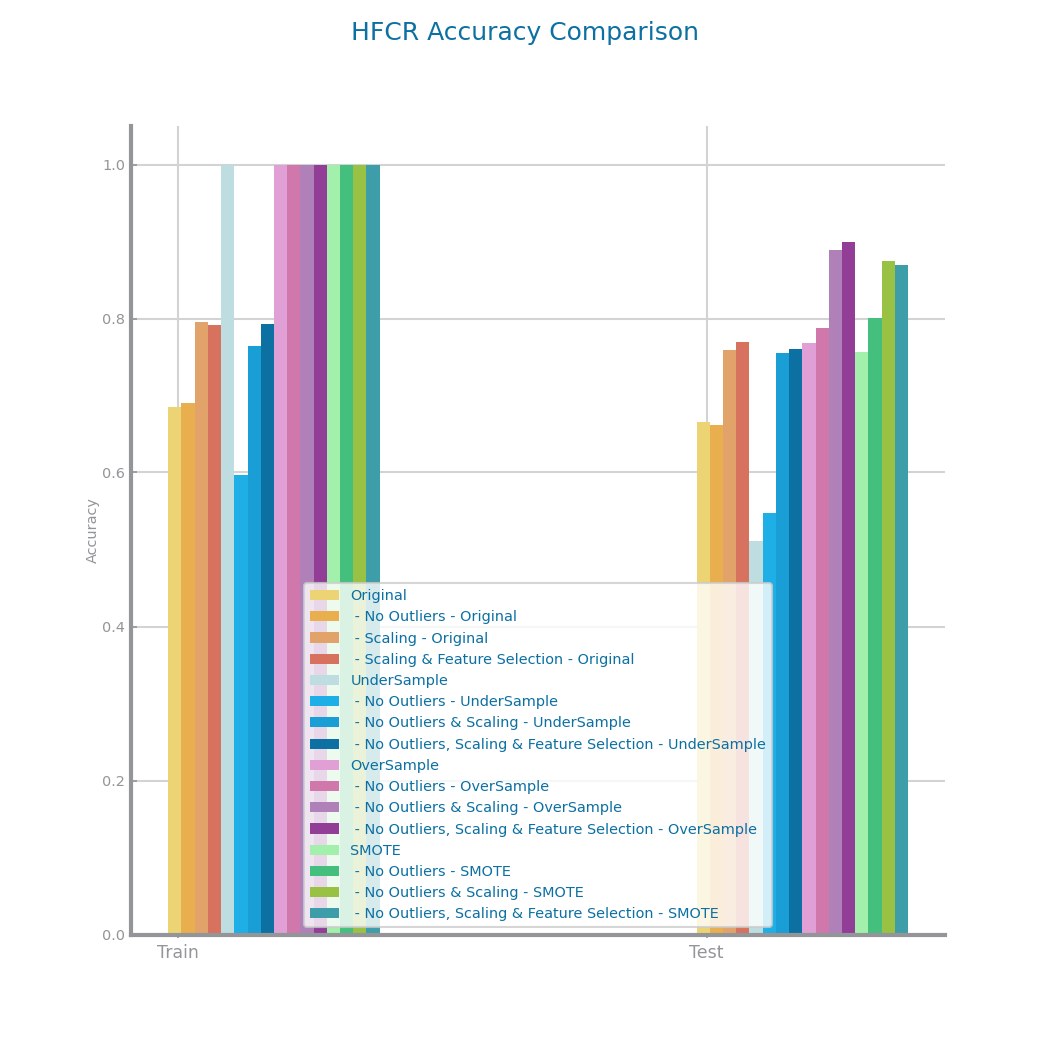 HFCR Accuracy Comparison
1.0
0.8
0.6
0.4
0.2
0.0
Accuracy
Original
- No Outliers - Original
- Scaling - Original
- Scaling & Feature Selection - Original
UnderSample
- No Outliers - UnderSample
- No Outliers & Scaling - UnderSample
- No Outliers, Scaling & Feature Selection - UnderSample
OverSample
- No Outliers - OverSample
- No Outliers & Scaling - OverSample
- No Outliers, Scaling & Feature Selection - OverSample
SMOTE
- No Outliers - SMOTE
- No Outliers & Scaling - SMOTE
- No Outliers, Scaling & Feature Selection - SMOTE
Train
Test